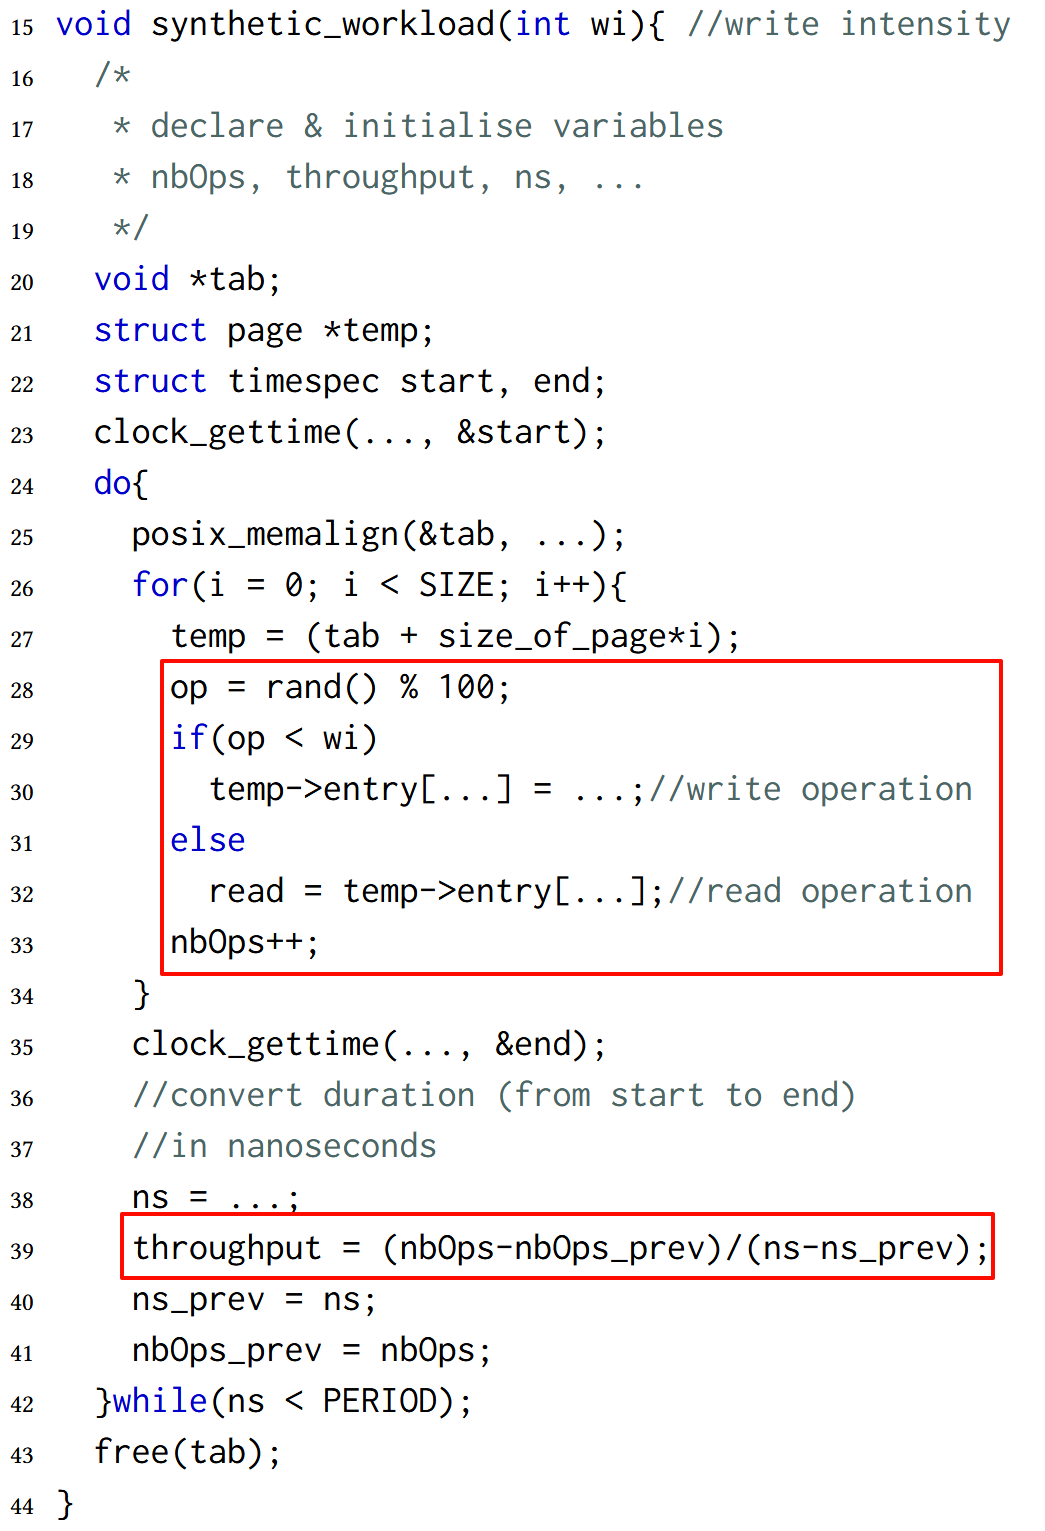 15 void synthetic_workload(int wi){ //write intensity
16 /*
17 * declare & initialise variables
18 * nbOps, throughput, ns, ...
19 */
20 void *tab;
21 struct page *temp;
22 struct timespec start, end;
23 clock_gettime(..., &start);
24 do{
25 posix_memalign(&tab, ...);
26 for(i = 0; i < SIZE; i++){
27 temp = (tab + size_of_page*i);
28 op = rand() % 100;
29 if(op < wi)
30 temp->entry[...] = ...;//write operation
31 else
32 read = temp->entry[...];//read operation
33 nbOps++;
34 }
35 clock_gettime(..., &end);
36 //convert duration (from start to end)
37 //in nanoseconds
38 ns = ...;
39 throughput = (nbOps-nbOps_prev)/(ns-ns_prev);
40 ns_prev = ns;
41 nbOps_prev = nbOps;
42 }while(ns < PERIOD);
43 free(tab);
44 }